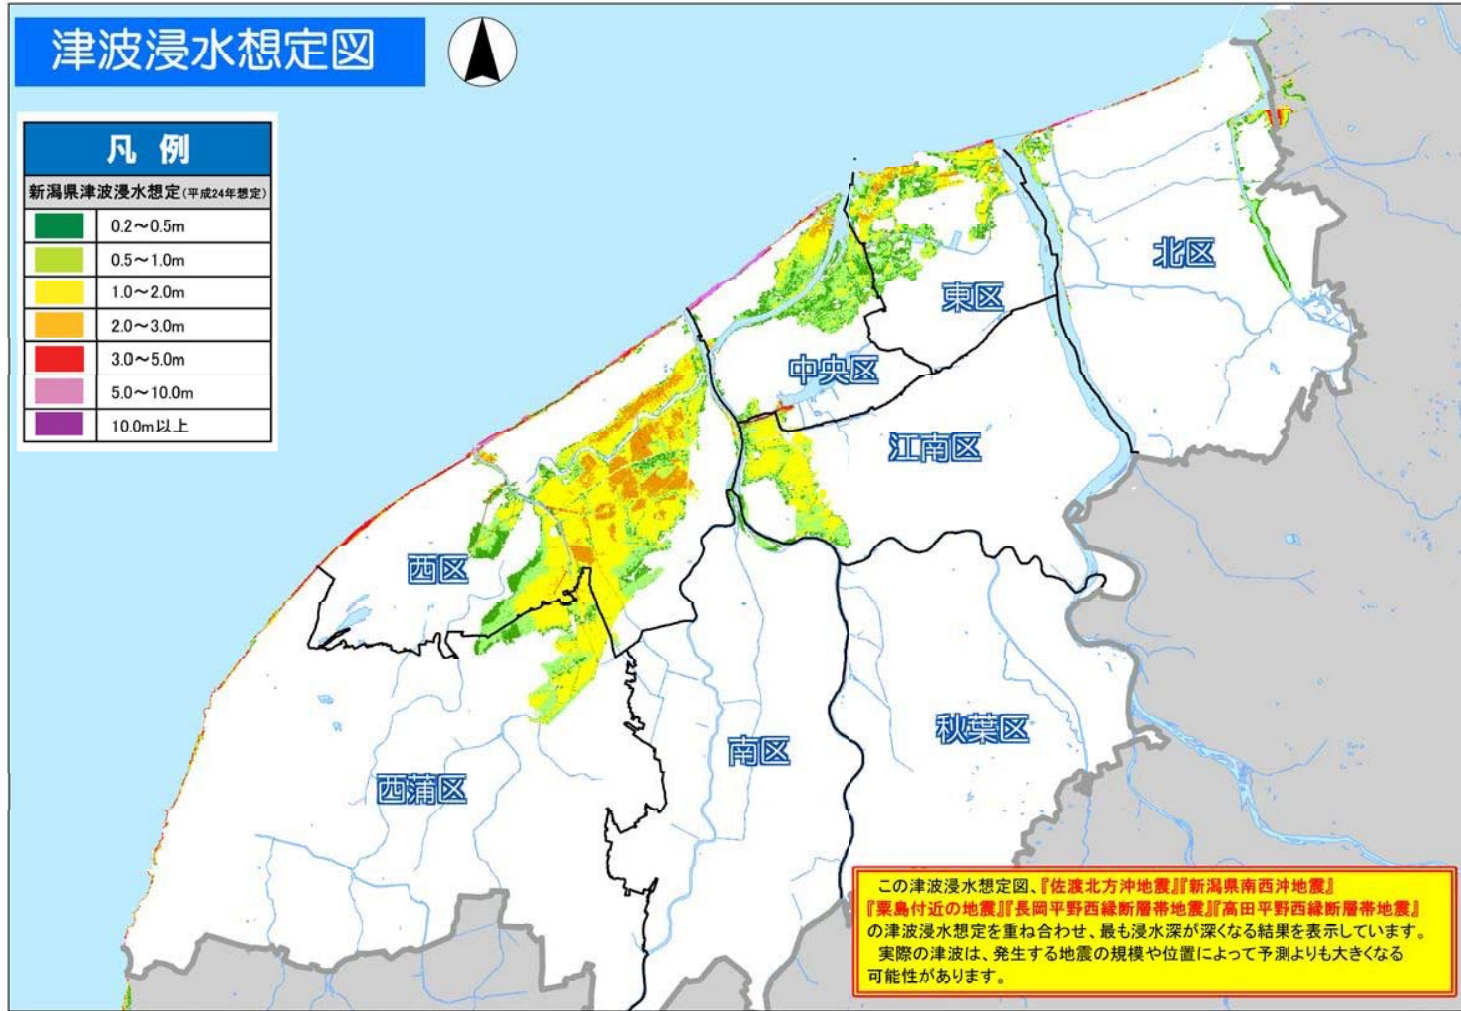 津波浸水想定図
凡 例
新潟県津波浸水想定(平成24年想定)
0.2～0.5m
0.5～1.0m
1.0～2.0m
2.0～3.0m
3.0～5.0m
5.0～10.0m
10.0m以上
北区
東区
中央区
江南区
西区
秋葉区
南区
西蒲区
この津波浸水想定図、『佐渡北方沖地震』『新潟県南西沖地震』
『粟島付近の地震』『長岡平野西縁断層帯地震』『高田平野西縁断層帯地震』
の津波浸水想定を重ね合わせ、最も浸水深が深くなる結果を表示しています。
実際の津波は、発生する地震の規模や位置によって予測よりも大きくなる
可能性があります。